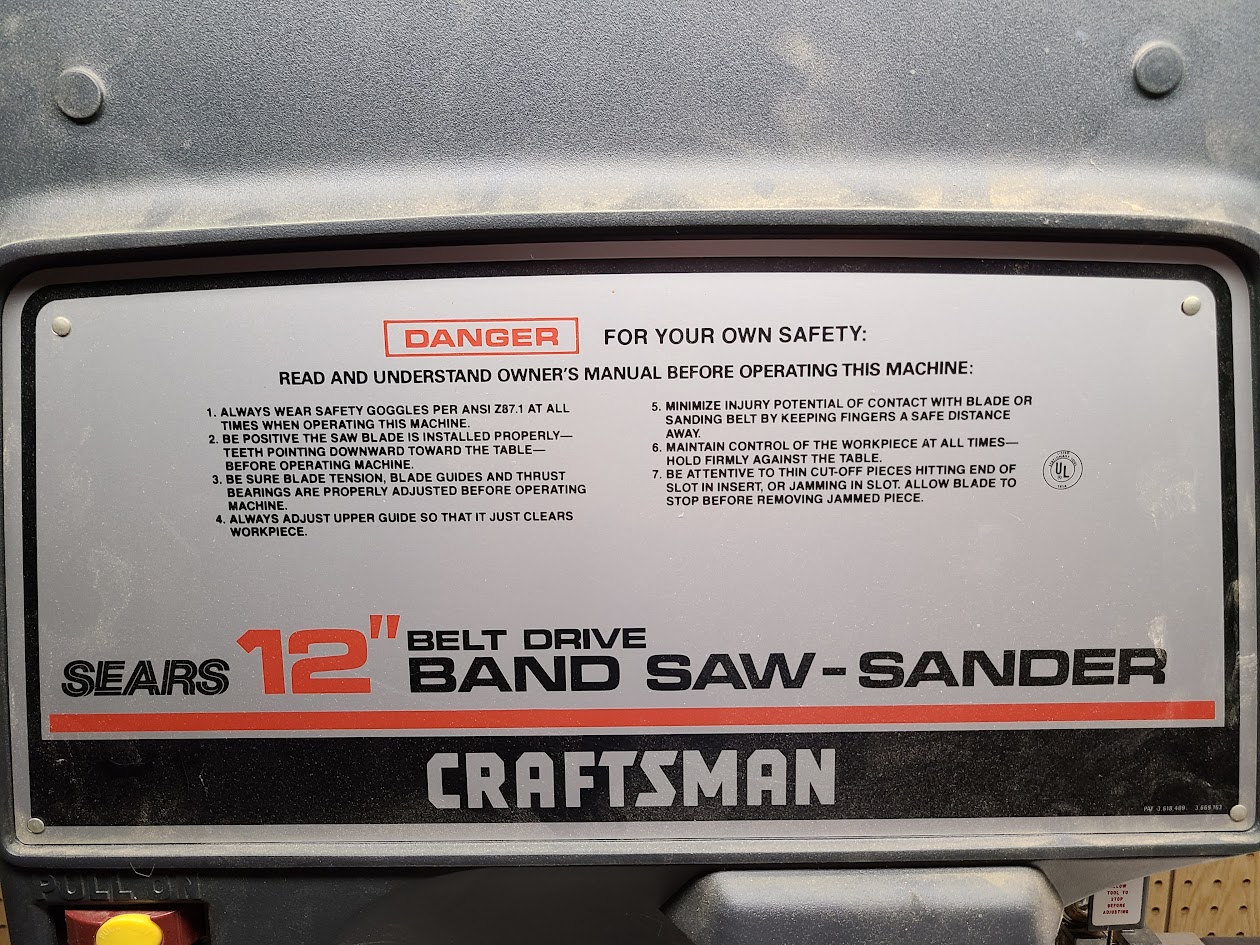 DANGER FOR YOUR OWN SAFETY:
READ AND UNDERSTAND OWNER'S MANUAL BEFORE OPERATING THIS MACHINE:
1. ALWAYS WEAR SAFETY GOGGLES PER ANSI Z87.1 AT ALL
TIMES WHEN OPERATING THIS MACHINE.
2. BE POSITIVE THE SAW BLADE IS INSTALLED PROPERLY—
TEETH POINTING DOWNWARD TOWARD THE TABLE—
BEFORE OPERATING MACHINE.
3. BE SURE BLADE TENSION, BLADE GUIDES AND THRUST
BEARINGS ARE PROPERLY ADJUSTED BEFORE OPERATING
MACHINE.
4. ALWAYS ADJUST UPPER GUIDE SO THAT IT JUST CLEARS
WORKPIECE.
5. MINIMIZE INJURY POTENTIAL OF CONTACT WITH BLADE OR
SANDING BELT BY KEEPING FINGERS A SAFE DISTANCE
AWAY.
6. MAINTAIN CONTROL OF THE WORKPIECE AT ALL TIMES—
HOLD FIRMLY AGAINST THE TABLE.
7. BE ATTENTIVE TO THIN CUT-OFF PIECES HITTING END OF
SLOT IN INSERT, OR JAMMING IN SLOT. ALLOW BLADE TO
STOP BEFORE REMOVING JAMMED PIECE.
UL
SEARS 12" BELT DRIVE
BAND SAW-SANDER
CRAFTSMAN
PAT
PULL ON
TOOL TO
STOP
BEFORE
ADJUSTING